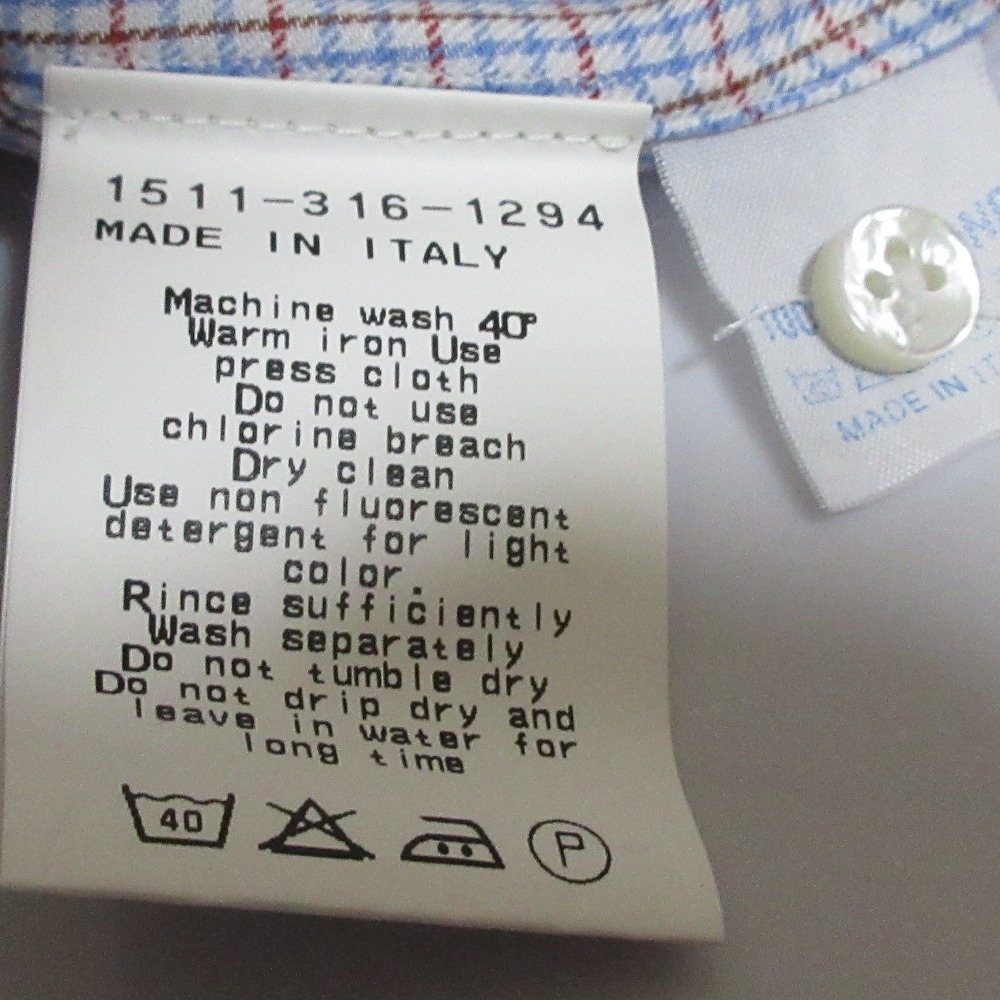 1511-316-1294
MADE IN ITALY
Machine wash 40°
Warm iron Use
press cloth
Do not use
chlorine breach
Dry clean
Use non fluorescent
detergent for light
color.
Rince sufficiently
Wash separately
Do not tumble dry
Do not drip dry and
leave in water for
long time
40
P
100
MADE IN